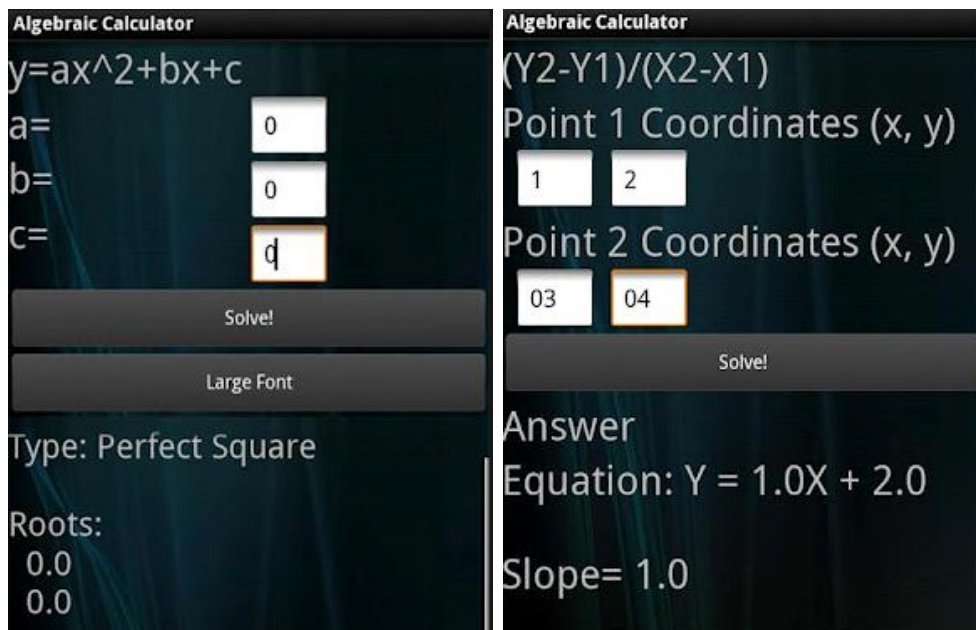 Algebraic Calculator
y=ax^2+bx+c
a= 0
b= 0
c= 0
Solve!
Large Font
Type: Perfect Square
Roots:
0.0
0.0
Algebraic Calculator
(Y2-Y1)/(X2-X1)
Point 1 Coordinates (x, y)
1 2
Point 2 Coordinates (x, y)
03 04
Solve!
Answer
Equation: Y = 1.0X + 2.0
Slope= 1.0